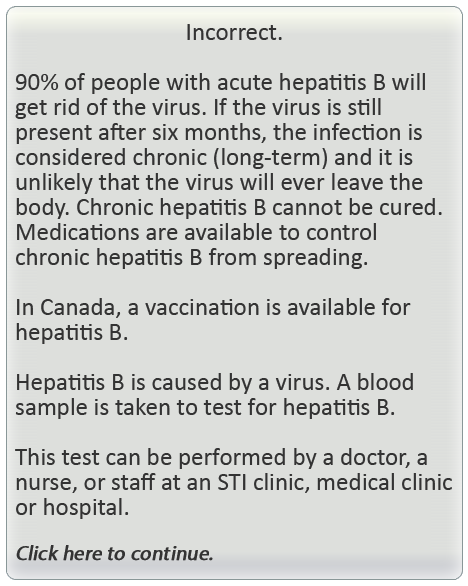 Incorrect.
90% of people with acute hepatitis B will
get rid of the virus. If the virus is still
present after six months, the infection is
considered chronic (long-term) and it is
unlikely that the virus will ever leave the
body. Chronic hepatitis B cannot be cured.
Medications are available to control
chronic hepatitis B from spreading.
In Canada, a vaccination is available for
hepatitis B.
Hepatitis B is caused by a virus. A blood
sample is taken to test for hepatitis B.
This test can be performed by a doctor, a
nurse, or staff at an STI clinic, medical clinic
or hospital.
Click here to continue.